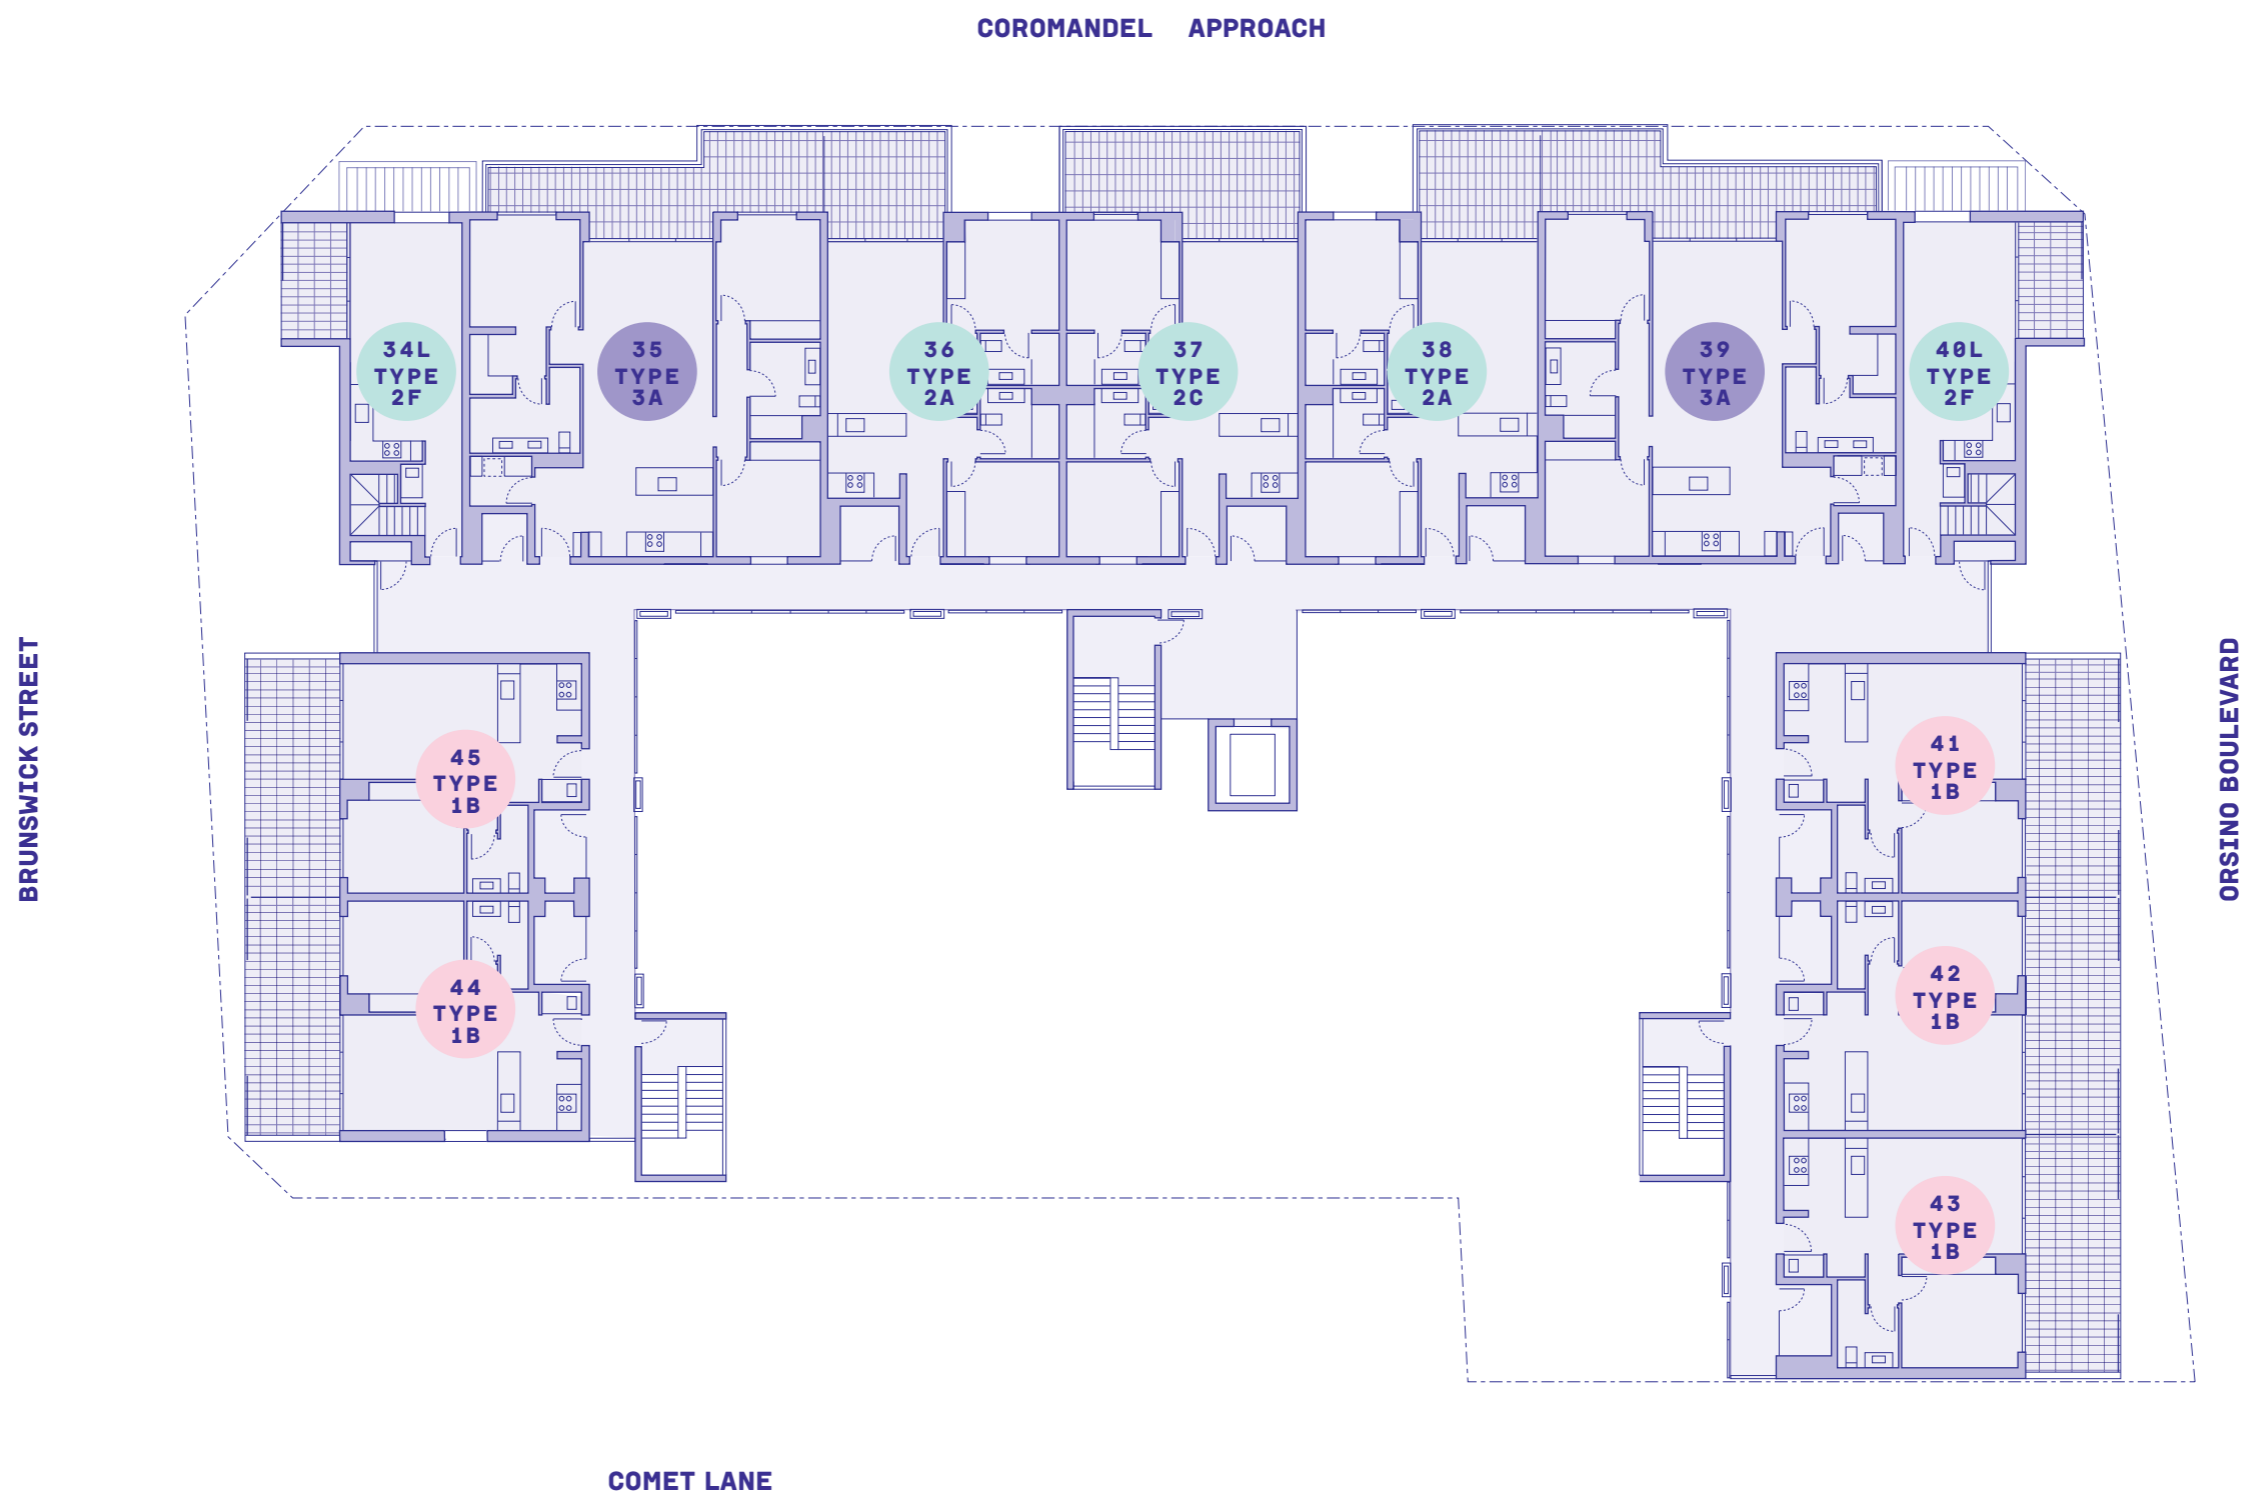 COROMANDEL APPROACH
34L
TYPE
2F
35
TYPE
3A
36
TYPE
2A
37
TYPE
2C
38
TYPE
2A
39
TYPE
3A
40L
TYPE
2F
BRUNSWICK STREET
ORSINO BOULEVARD
45
TYPE
1B
41
TYPE
1B
44
TYPE
1B
42
TYPE
1B
43
TYPE
1B
COMET LANE